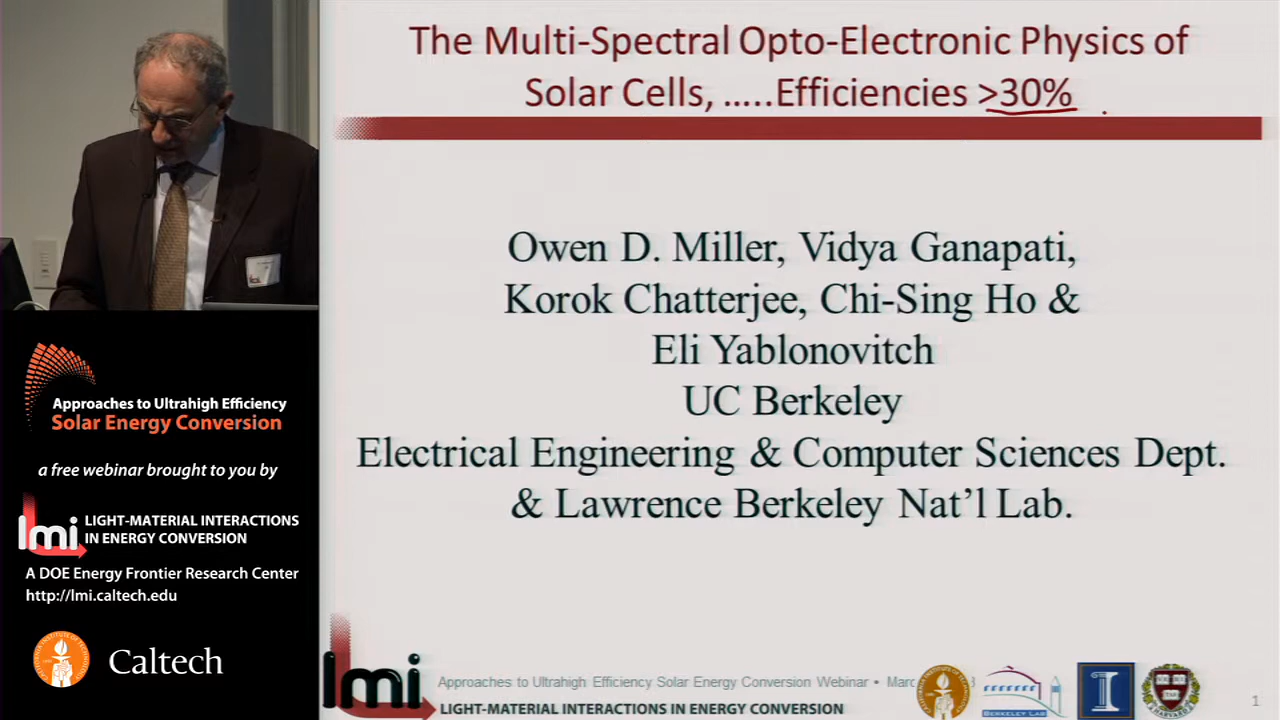 The Multi-Spectral Opto-Electronic Physics of
Solar Cells, …..Efficiencies >30%
Owen D. Miller, Vidya Ganapati,
Korok Chatterjee, Chi-Sing Ho &
Eli Yablonovitch
UC Berkeley
Electrical Engineering & Computer Sciences Dept.
& Lawrence Berkeley Nat’l Lab.
Approaches to Ultrahigh Efficiency
Solar Energy Conversion
a free webinar brought to you by
lmi LIGHT-MATERIAL INTERACTIONS
IN ENERGY CONVERSION
A DOE Energy Frontier Research Center
http://lmi.caltech.edu
Caltech
lmi
Approaches to Ultrahigh Efficiency Solar Energy Conversion Webinar •
LIGHT-MATERIAL INTERACTIONS IN ENERGY CONVERSION
BERKELEY LAB
I
HARVARD
1